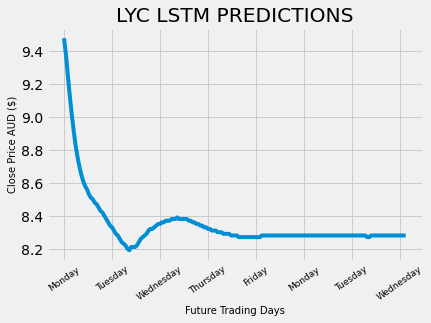 LYC LSTM PREDICTIONS
Close Price AUD ($)
9.4
9.2
9.0
8.8
8.6
8.4
8.2
Monday
Tuesday
Wednesday
Thursday
Friday
Monday
Tuesday
Wednesday
Future Trading Days